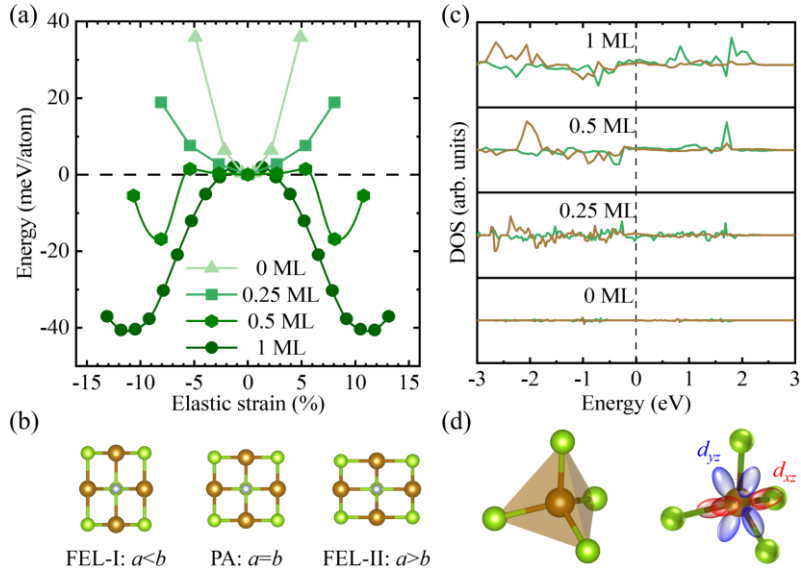 (a)
40
20
0
-20
-40
Energy (meV/atom)
0 ML
0.25 ML
0.5 ML
1 ML
-15 -10 -5 0 5 10 15
Elastic strain (%)
(c)
1 ML
0.5 ML
0.25 ML
0 ML
DOS (arb. units)
-3 -2 -1 0 1 2 3
Energy (eV)
(b)
FEL-I: a<b
PA: a=b
FEL-II: a>b
(d)
dyz
dxz